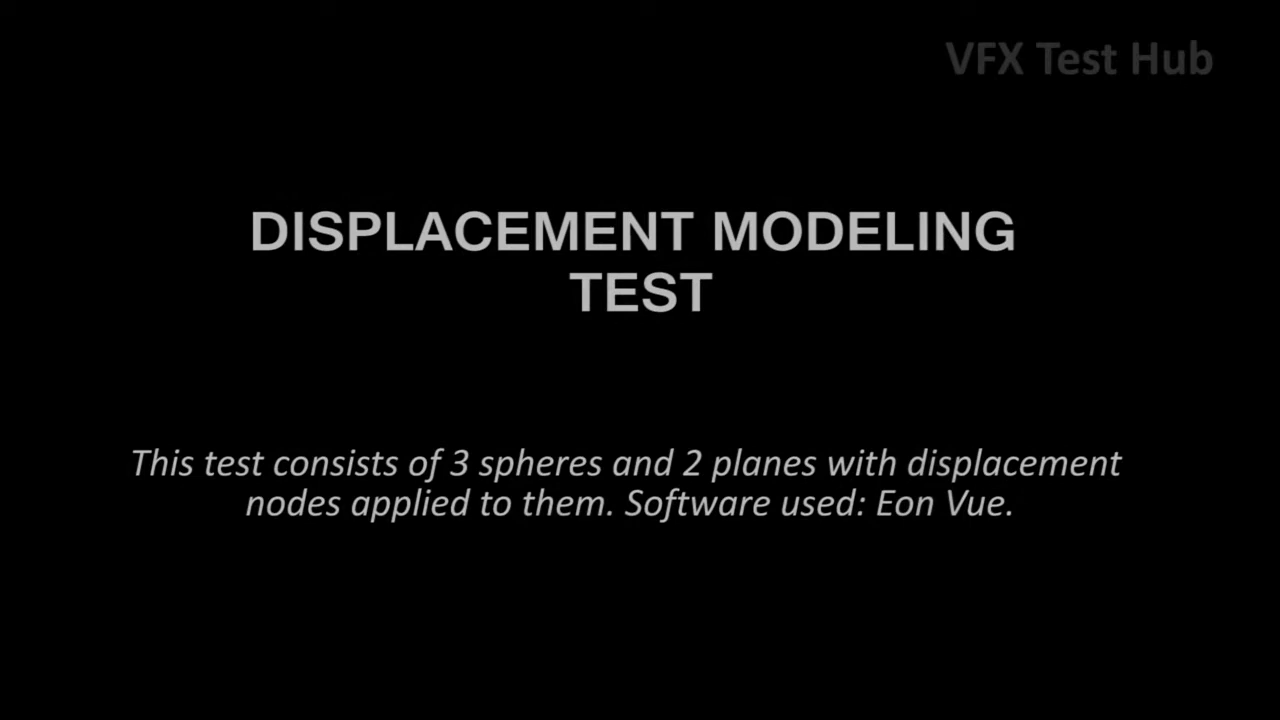 VFX Test Hub
DISPLACEMENT MODELING
TEST
This test consists of 3 spheres and 2 planes with displacement
nodes applied to them. Software used: Eon Vue.